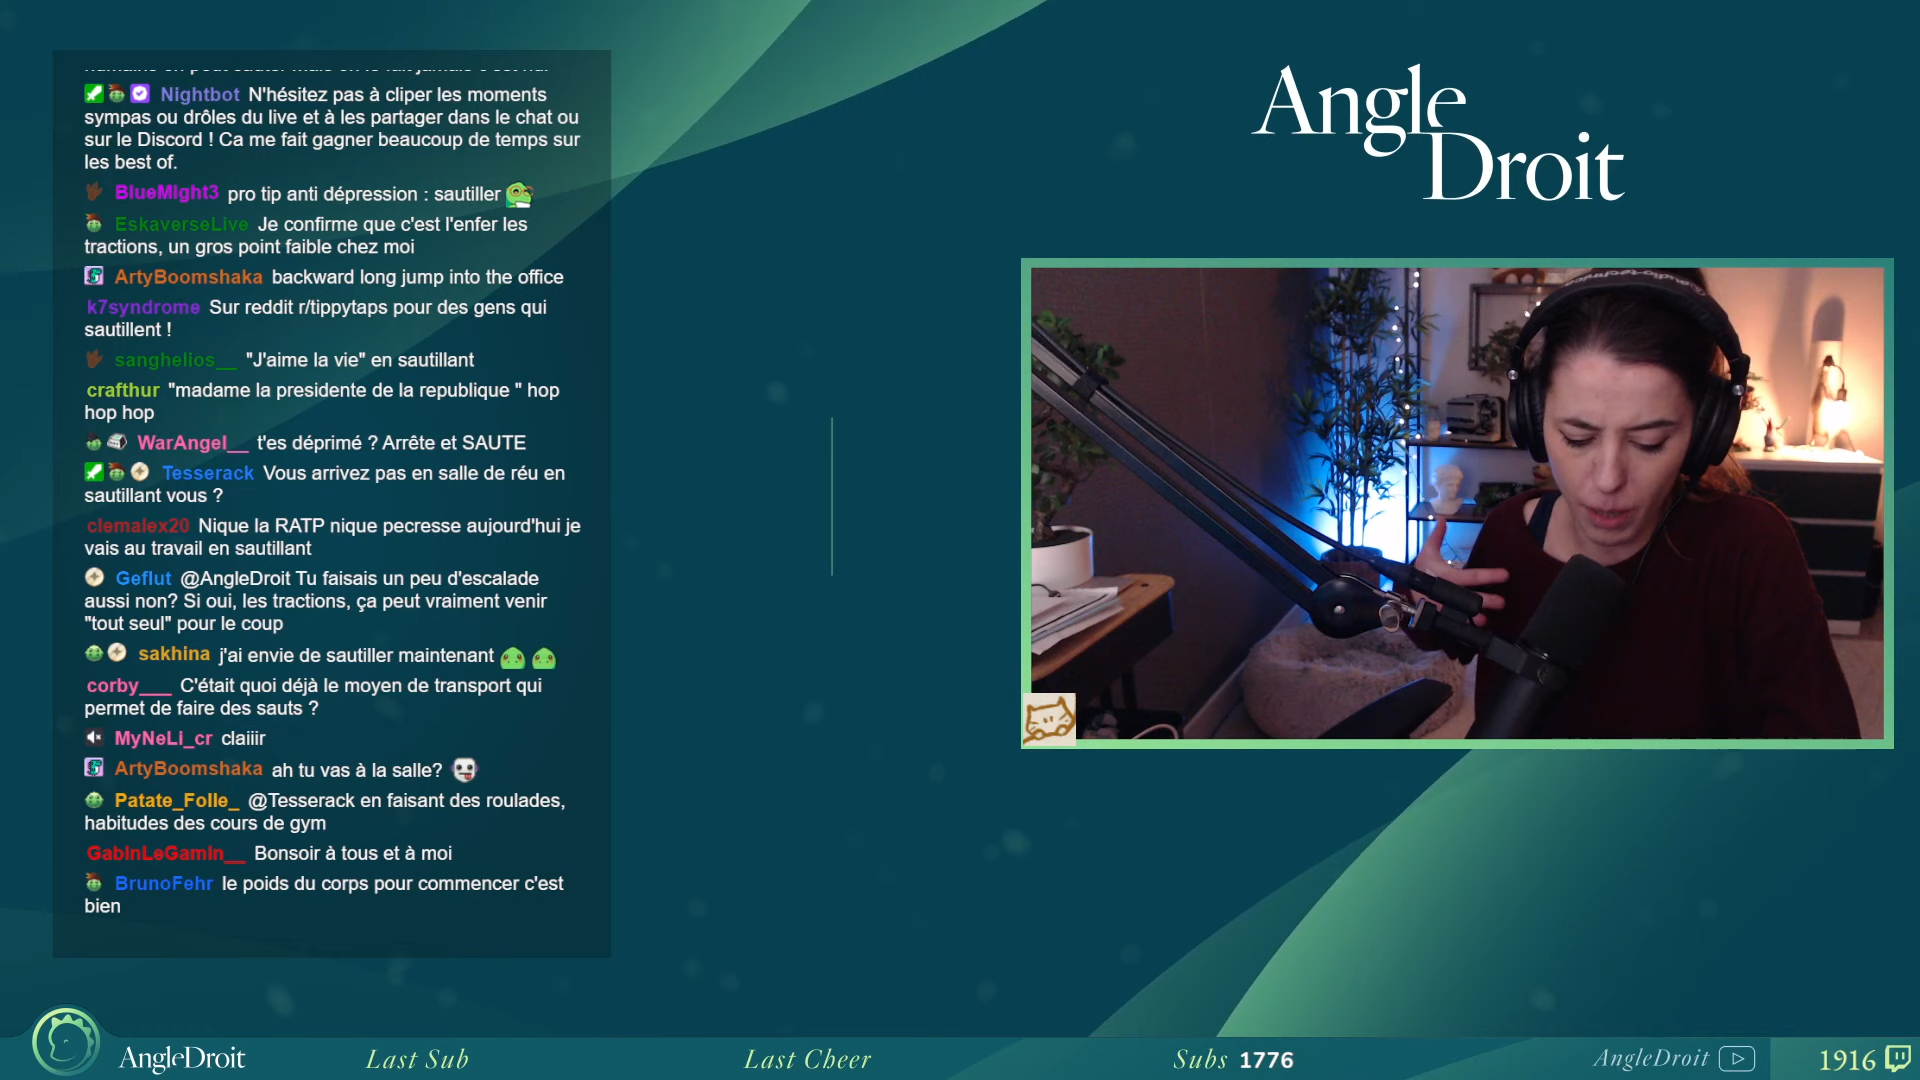 Nightbot N'hésitez pas à cliper les moments
sympas ou drôles du live et à les partager dans le chat ou
sur le Discord ! Ca me fait gagner beaucoup de temps sur
les best of.
BlueMIght3 pro tip anti dépression : sautiller
EskaverseLive Je confirme que c'est l'enfer les
tractions, un gros point faible chez moi
ArtyBoomshaka backward long jump into the office
k7syndrome Sur reddit r/tippytaps pour des gens qui
sautillent !
sanghelios__ "J'aime la vie" en sautillant
crafthur "madame la presidente de la republique " hop
hop hop
WarAngel__ t'es déprimé ? Arrête et SAUTE
Tesserack Vous arrivez pas en salle de réu en
sautillant vous ?
clemalex20 Nique la RATP nique pecresse aujourd'hui je
vais au travail en sautillant
Geflut @AngleDroit Tu faisais un peu d'escalade
aussi non? Si oui, les tractions, ça peut vraiment venir
"tout seul" pour le coup
sakhina j'ai envie de sautiller maintenant
corby___ C'était quoi déjà le moyen de transport qui
permet de faire des sauts ?
MyNeLi_cr claiiir
ArtyBoomshaka ah tu vas à la salle?
Patate_Folle_ @Tesserack en faisant des roulades,
habitudes des cours de gym
GabInLeGamIn__ Bonsoir à tous et à moi
BrunoFehr le poids du corps pour commencer c'est
bien
Angle
Droit
audio-technica
AngleDroit
Last Sub
Last Cheer
Subs 1776
AngleDroit
1916